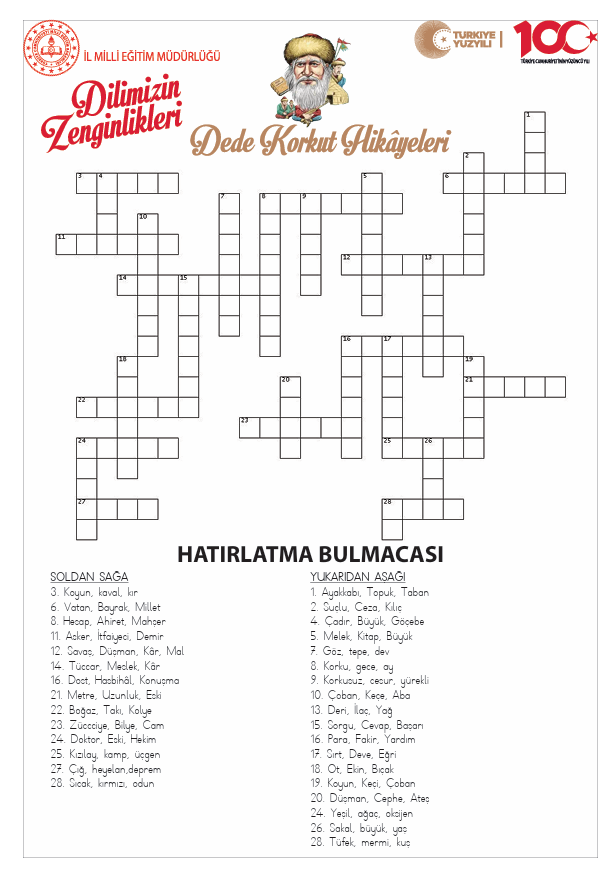 İL MİLLİ EĞİTİM MÜDÜRLÜĞÜ
TÜRKİYE
YÜZYILI
100
TÜRKİYE CUMHURİYETİ'NİN YÜZÜNCÜ YILI
Dilimizin
Zenginlikleri
Dede Korkut Hikâyeleri
1
2
3 4 5 6
7 8 9
10
11
12 13
14 15
16 17
18 19
20 21
22
23
24 25 26
27 28
HATIRLATMA BULMACASI
SOLDAN SAĞA
3. Koyun, kaval, kır
6. Vatan, Bayrak, Millet
8. Hesap, Ahiret, Mahşer
11. Asker, İtfaiyeci, Demir
12. Savaş, Düşman, Kâr, Mal
14. Tüccar, Meslek, Kâr
16. Dost, Hasbihâl, Konuşma
21. Metre, Uzunluk, Eski
22. Boğaz, Takı, Kolye
23. Züccciye, Bilye, Cam
24. Doktor, Eski, Hekim
25. Kızılay, kamp, üçgen
27. Çığ, heyelan,deprem
28. Sıcak, kırmızı, odun
YUKARIDAN AŞAĞI
1. Ayakkabı, Topuk, Taban
2. Suçlu, Ceza, Kılıç
4. Çadır, Büyük, Göçebe
5. Melek, Kitap, Büyük
7. Göz, tepe, dev
8. Korku, gece, ay
9. Korkusuz, cesur, yürekli
10. Çoban, Keçe, Aba
13. Deri, İlaç, Yağ
15. Sorgu, Cevap, Başarı
16. Para, Fakir, Yardım
17. Sırt, Deve, Eğri
18. Ot, Ekin, Bıçak
19. Koyun, Keçi, Çoban
20. Düşman, Cephe, Ateş
24. Yeşil, ağaç, oksijen
26. Sakal, büyük, yaş
28. Tüfek, mermi, kuş